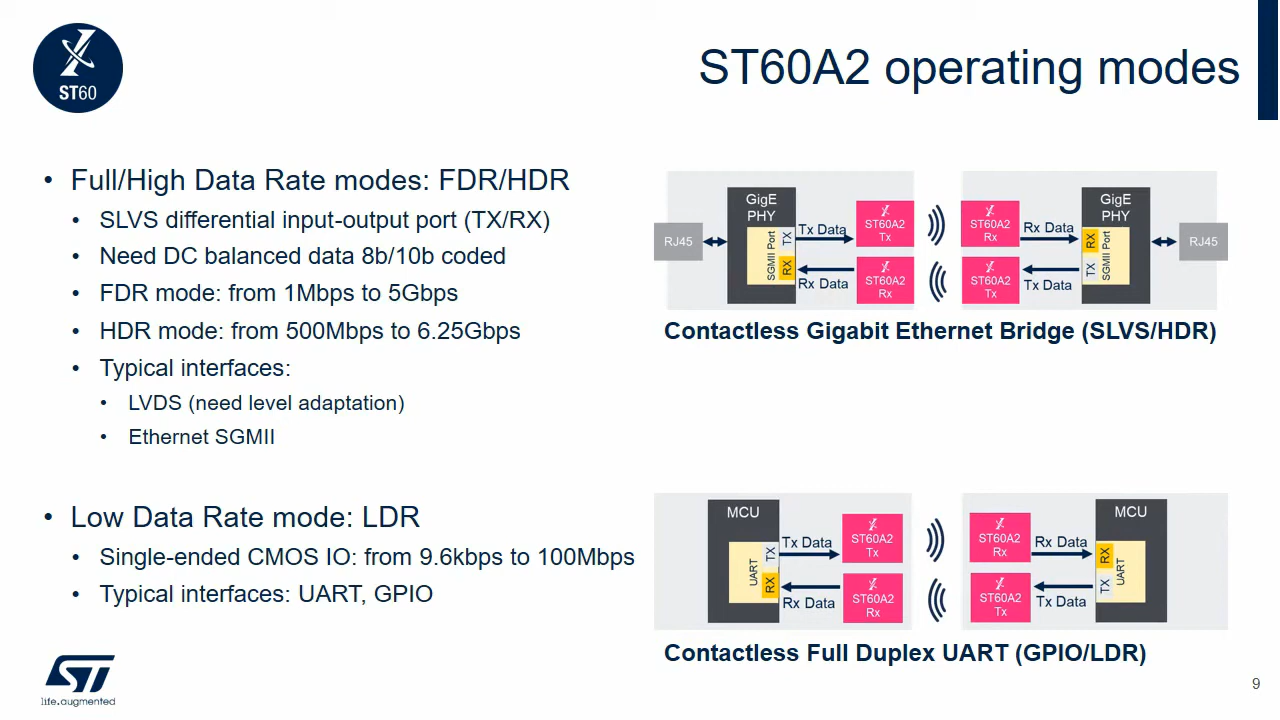 ST60
ST60A2 operating modes
• Full/High Data Rate modes: FDR/HDR
• SLVS differential input-output port (TX/RX)
• Need DC balanced data 8b/10b coded
• FDR mode: from 1Mbps to 5Gbps
• HDR mode: from 500Mbps to 6.25Gbps
• Typical interfaces:
• LVDS (need level adaptation)
• Ethernet SGMII
• Low Data Rate mode: LDR
• Single-ended CMOS IO: from 9.6kbps to 100Mbps
• Typical interfaces: UART, GPIO
RJ45
GigE
PHY
SGMII Port
TX
RX
Tx Data
Rx Data
ST60A2
Tx
ST60A2
Rx
ST60A2
Rx
ST60A2
Tx
Rx Data
Tx Data
GigE
PHY
RX
TX
SGMII Port
RJ45
Contactless Gigabit Ethernet Bridge (SLVS/HDR)
MCU
UART
TX
RX
Tx Data
Rx Data
ST60A2
Tx
ST60A2
Rx
ST60A2
Rx
ST60A2
Tx
Rx Data
Tx Data
MCU
RX
TX
UART
Contactless Full Duplex UART (GPIO/LDR)
ST
life.augmented
9